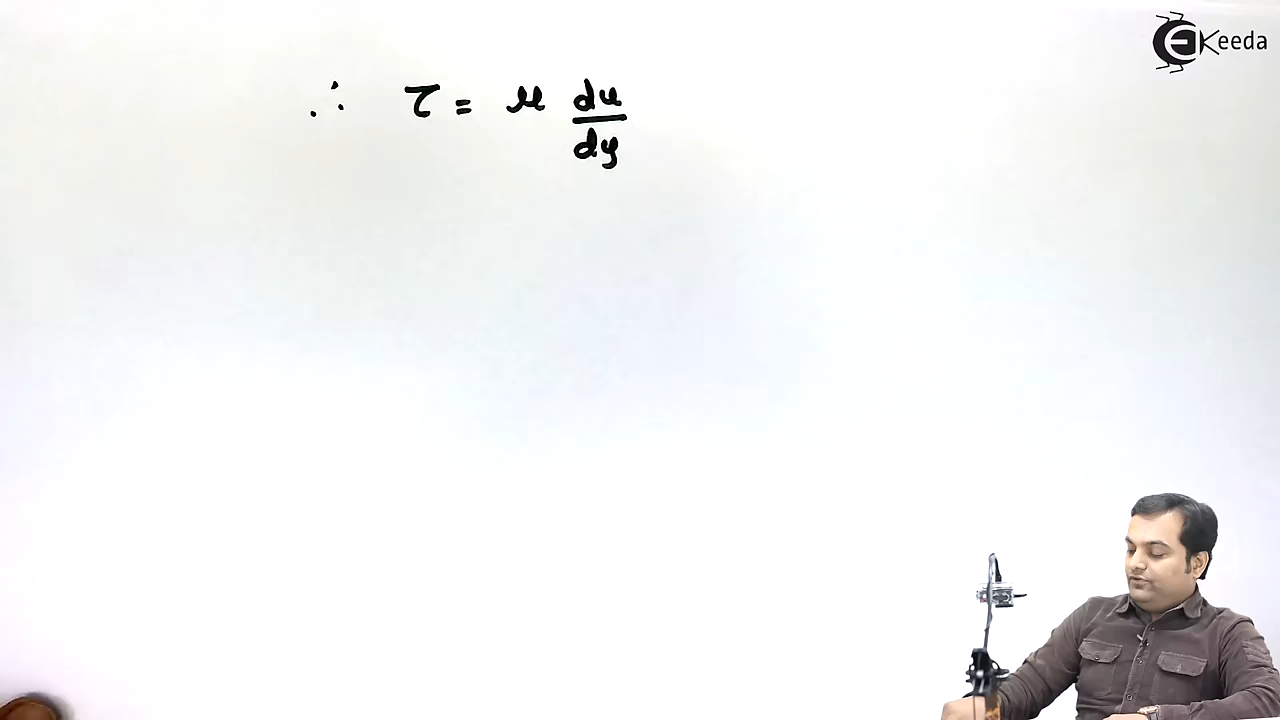 ∴ τ = μ du/dy
EKeeda